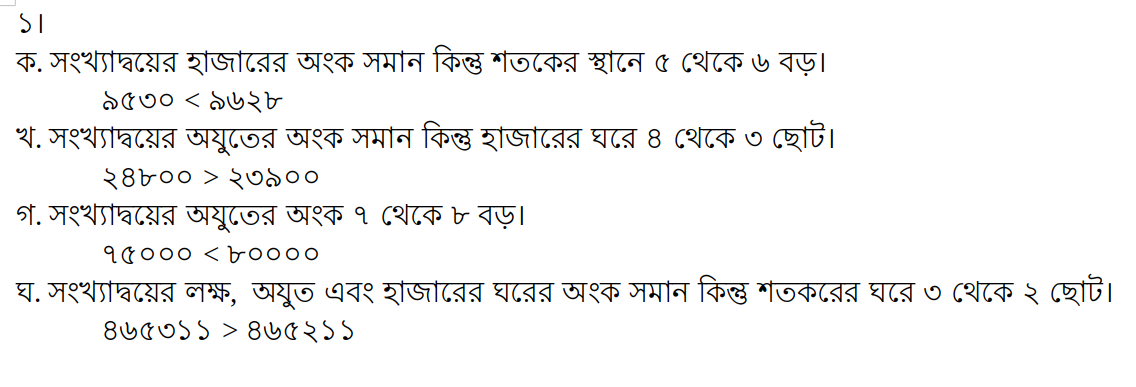 ১।
ক. সংখ্যাদ্বয়ের হাজারের অংক সমান কিন্তু শতকের স্থানে ৫ থেকে ৬ বড়।
৯৫৩০ < ৯৬২৮
খ. সংখ্যাদ্বয়ের অযুতের অংক সমান কিন্তু হাজারের ঘরে ৪ থেকে ৩ ছোট।
২৪৮০০ > ২৩৯০০
গ. সংখ্যাদ্বয়ের অযুতের অংক ৭ থেকে ৮ বড়।
৭৫০০০ < ৮০০০০
ঘ. সংখ্যাদ্বয়ের লক্ষ, অযুত এবং হাজারের ঘরের অংক সমান কিন্তু শতকরের ঘরে ৩ থেকে ২ ছোট।
৪৬৫৩১১ > ৪৬৫২১১